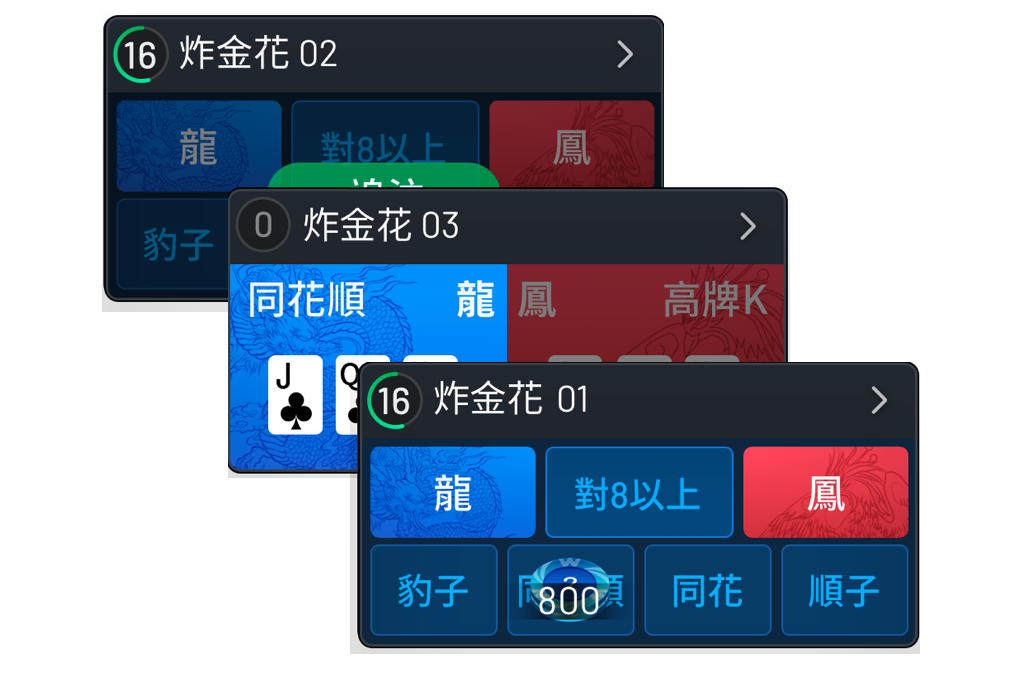 16 炸金花 02
龍 對8以上 鳳
追注
豹子
0 炸金花 03
同花順 龍 鳳 高牌K
J Q
16 炸金花 01
龍 對8以上 鳳
豹子 800 同花 順子